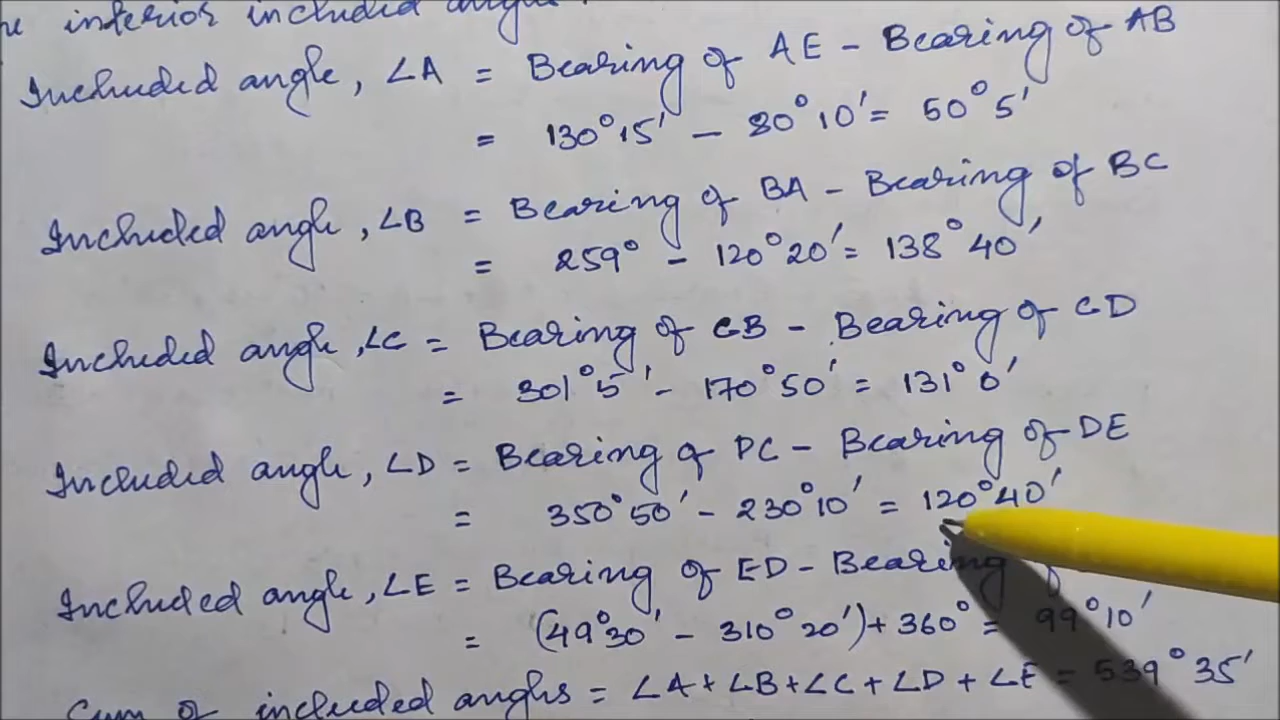 interior included
Included angle, ∠A = Bearing of AE - Bearing of AB
= 130°15' - 80°10' = 50°5'
Included angle, ∠B = Bearing of BA - Bearing of BC
= 259° - 120°20' = 138°40'
Included angle, ∠C = Bearing of CB - Bearing of CD
= 301°5' - 170°50' = 131°0'
Included angle, ∠D = Bearing of DC - Bearing of DE
= 350°50' - 230°10' = 120°40'
Included angle, ∠E = Bearing of ED - Bearing
= (49°30' - 310°20') + 360° = 99°10'
Sum of included angles = ∠A + ∠B + ∠C + ∠D + ∠E = 539°35'